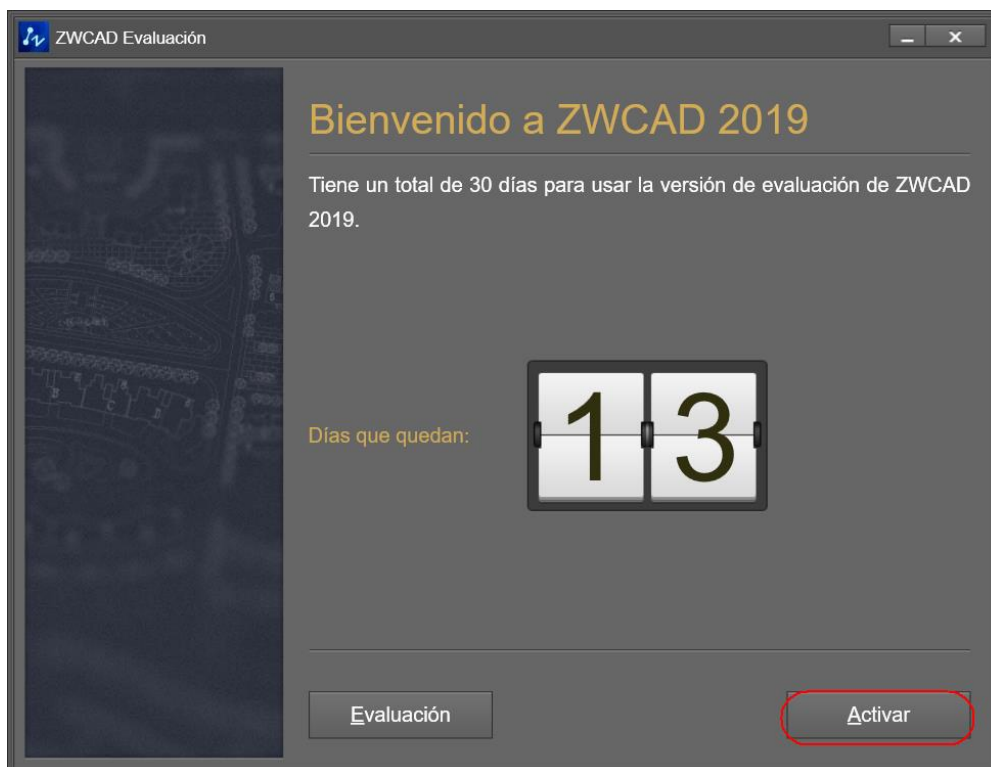 ZWCAD Evaluación
Bienvenido a ZWCAD 2019
Tiene un total de 30 días para usar la versión de evaluación de ZWCAD
2019.
Días que quedan:
13
Evaluación
Activar